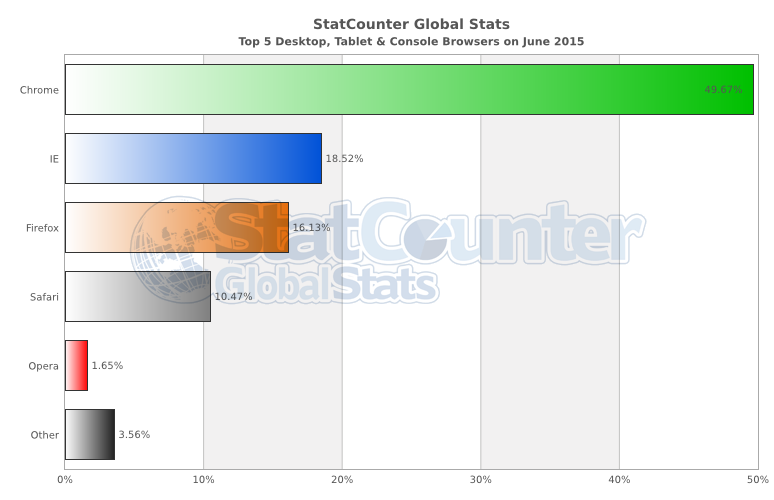 StatCounter Global Stats
Top 5 Desktop, Tablet & Console Browsers on June 2015
Chrome 49.67%
IE 18.52%
StatCounter
Firefox 16.13%
GlobalStats
Safari 10.47%
Opera 1.65%
Other 3.56%
0% 10% 20% 30% 40% 50%